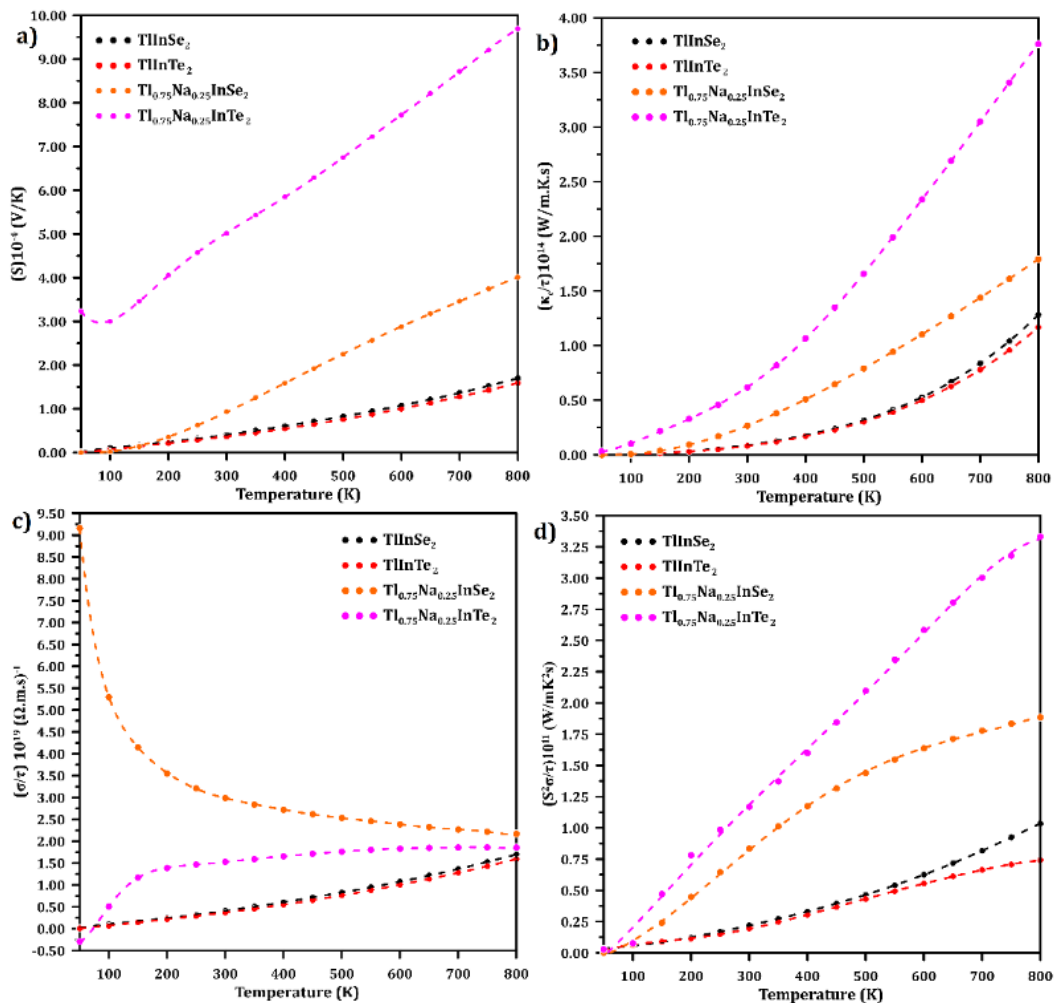 a)
TlInSe2
TlInTe2
Tl0.75Na0.25InSe2
Tl0.75Na0.25InTe2
10.00
9.00
8.00
7.00
6.00
5.00
4.00
3.00
2.00
1.00
0.00
100 200 300 400 500 600 700 800
Temperature (K)
b)
TlInSe2
TlInTe2
Tl0.75Na0.25InSe2
Tl0.75Na0.25InTe2
(κ/τ)10^14 (W/m.K.s)
4.00
3.50
3.00
2.50
2.00
1.50
1.00
0.50
0.00
100 200 300 400 500 600 700 800
Temperature (K)
c)
TlInSe2
TlInTe2
Tl0.75Na0.25InSe2
Tl0.75Na0.25InTe2
(σ/τ) 10^19 (Ω.m.s)^-1
9.50
9.00
8.50
8.00
7.50
7.00
6.50
6.00
5.50
5.00
4.50
4.00
3.50
3.00
2.50
2.00
1.50
1.00
0.50
0.00
-0.50
100 200 300 400 500 600 700 800
Temperature (K)
d)
TlInSe2
TlInTe2
Tl0.75Na0.25InSe2
Tl0.75Na0.25InTe2
(S²σ/τ)10^11 (W/mK²s)
3.50
3.25
3.00
2.75
2.50
2.25
2.00
1.75
1.50
1.25
1.00
0.75
0.50
0.25
0.00
100 200 300 400 500 600 700 800
Temperature (K)